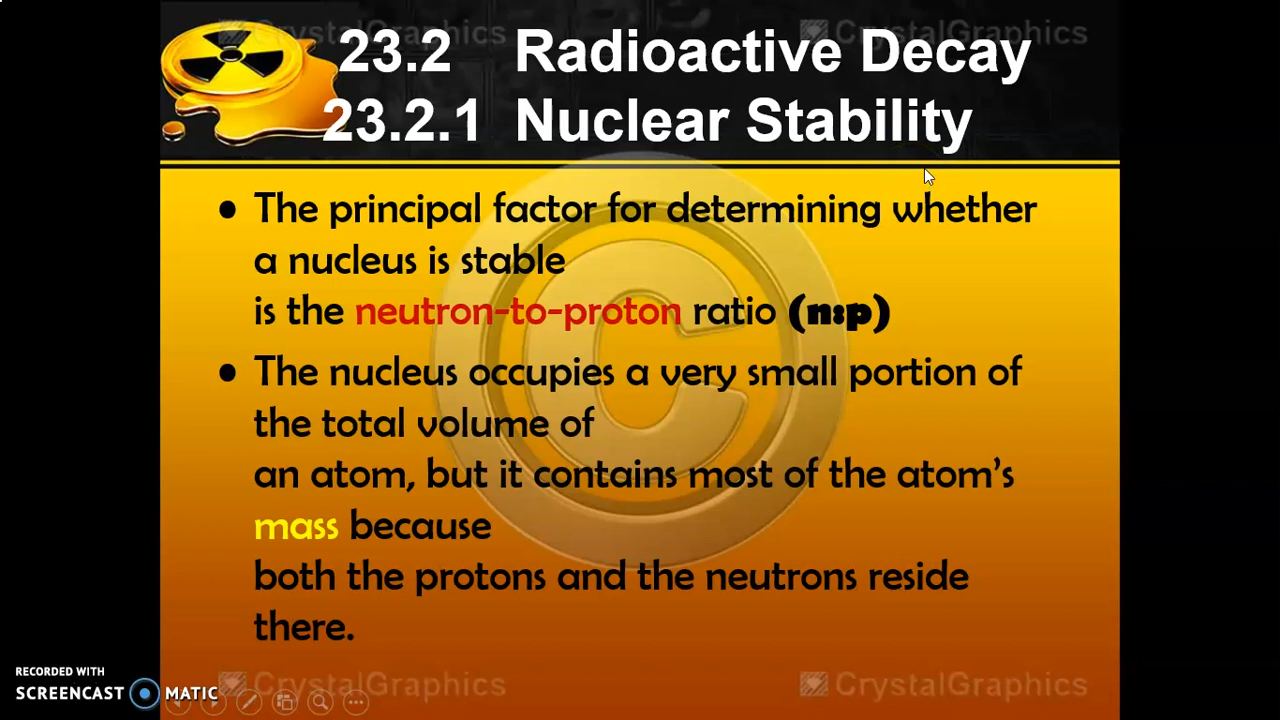 CrystalGraphics CrystalGraphics
23.2 Radioactive Decay
23.2.1 Nuclear Stability
• The principal factor for determining whether
a nucleus is stable
is the neutron-to-proton ratio (n:p)
• The nucleus occupies a very small portion of
the total volume of
an atom, but it contains most of the atom's
mass because
both the protons and the neutrons reside
there.
RECORDED WITH
SCREENCAST MATIC
CrystalGraphics CrystalGraphics